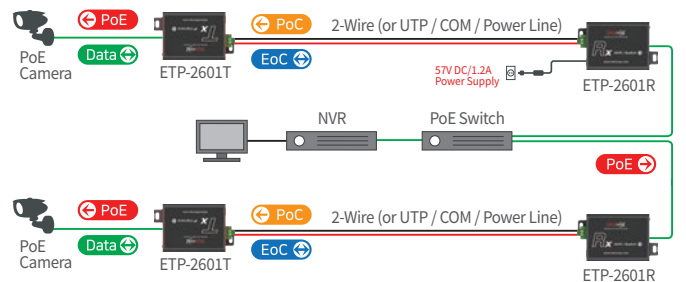 PoE
PoC
2-Wire (or UTP / COM / Power Line)
PoE
Camera
Data
ETP-2601T
EoC
57V DC/1.2A
Power Supply
Rx
ETP-2601R
NVR
PoE Switch
PoE
PoE
PoC
2-Wire (or UTP / COM / Power Line)
PoE
Camera
Data
ETP-2601T
EoC
Rx
ETP-2601R